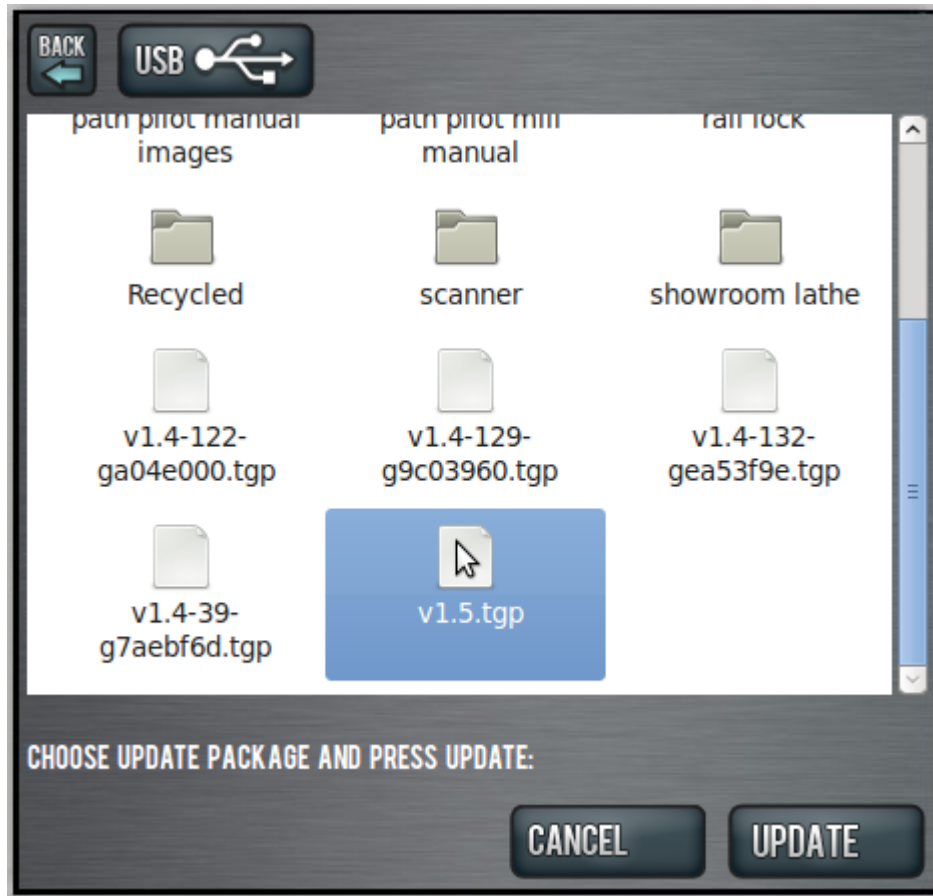 BACK
USB
path pilot manual path pilot mill rail lock
images manual
Recycled scanner showroom lathe
v1.4-122- v1.4-129- v1.4-132-
ga04e000.tgp g9c03960.tgp gea53f9e.tgp
v1.4-39- v1.5.tgp
g7aebf6d.tgp
CHOOSE UPDATE PACKAGE AND PRESS UPDATE:
CANCEL UPDATE